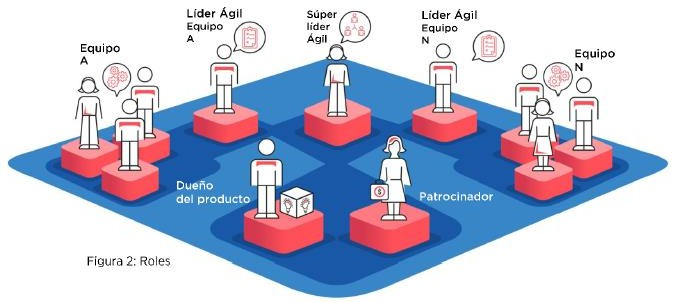 Líder Ágil
Equipo
A
Súper
líder
Ágil
Líder Ágil
Equipo
N
Equipo
A
Equipo
N
Dueño
del producto
Patrocinador
Figura 2: Roles